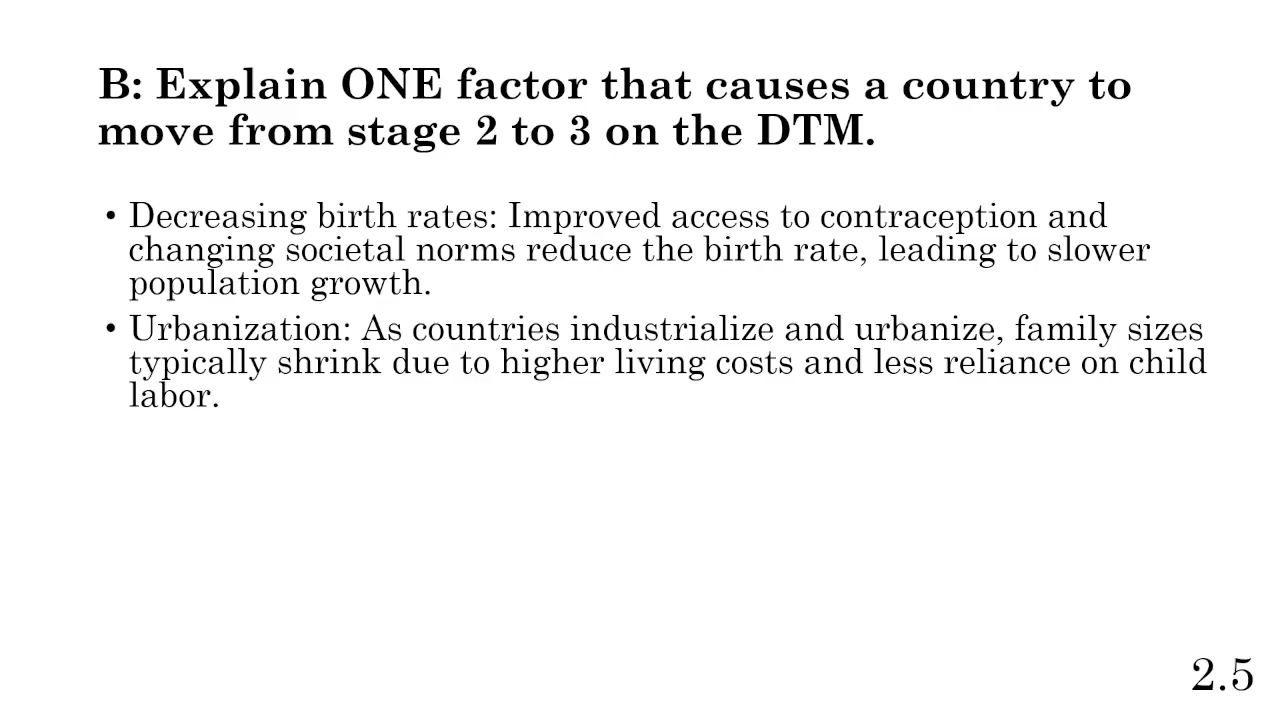 B: Explain ONE factor that causes a country to
move from stage 2 to 3 on the DTM.
• Decreasing birth rates: Improved access to contraception and
changing societal norms reduce the birth rate, leading to slower
population growth.
• Urbanization: As countries industrialize and urbanize, family sizes
typically shrink due to higher living costs and less reliance on child
labor.
2.5